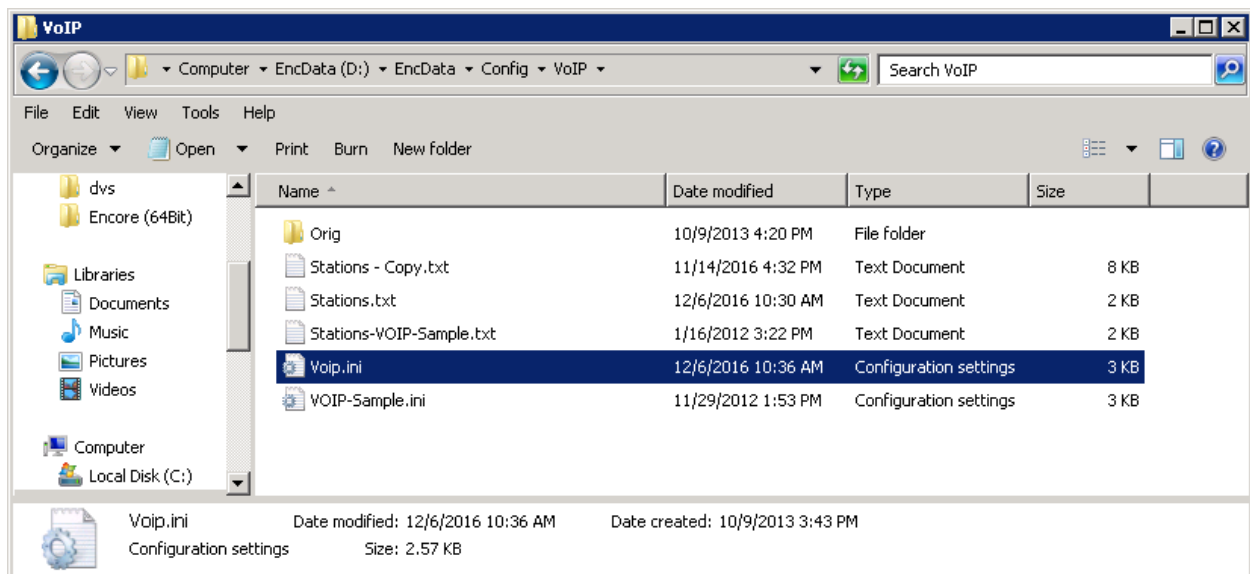 VoIP
Computer EncData (D:) EncData Config VoIP Search VoIP
File Edit View Tools Help
Organize Open Print Burn New folder
dvs
Encore (64Bit)
Libraries
Documents
Music
Pictures
Videos
Computer
Local Disk (C:)
Name Date modified Type Size
Orig 10/9/2013 4:20 PM File folder
Stations - Copy.txt 11/14/2016 4:32 PM Text Document 8 KB
Stations.txt 12/6/2016 10:30 AM Text Document 2 KB
Stations-VOIP-Sample.txt 1/16/2012 3:22 PM Text Document 2 KB
Voip.ini 12/6/2016 10:36 AM Configuration settings 3 KB
VOIP-Sample.ini 11/29/2012 1:53 PM Configuration settings 3 KB
Voip.ini Date modified: 12/6/2016 10:36 AM Date created: 10/9/2013 3:43 PM
Configuration settings Size: 2.57 KB